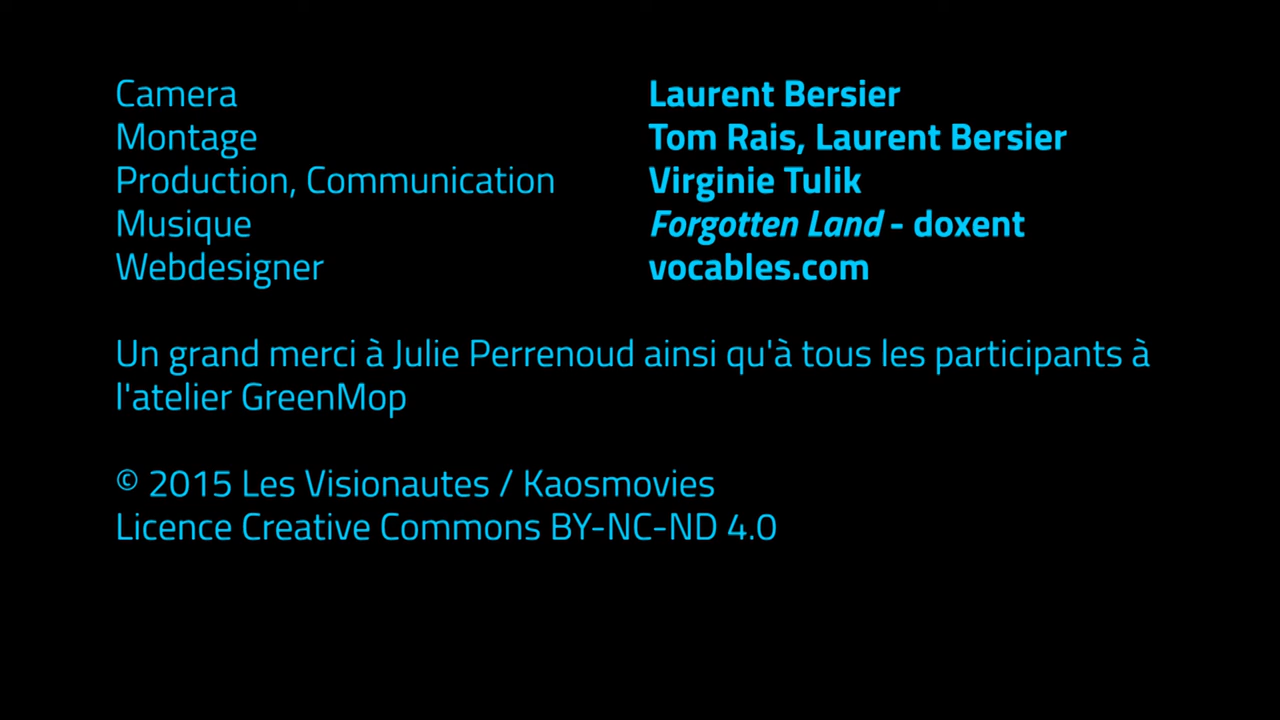 Camera Laurent Bersier
Montage Tom Rais, Laurent Bersier
Production, Communication Virginie Tulik
Musique Forgotten Land - doxent
Webdesigner vocables.com
Un grand merci à Julie Perrenoud ainsi qu'à tous les participants à
l'atelier GreenMop
© 2015 Les Visionautes / Kaosmovies
Licence Creative Commons BY-NC-ND 4.0